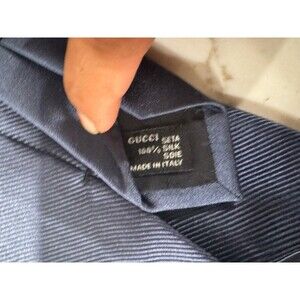 GUCCI SETA
100% SILK
SOIE
MADE IN ITALY